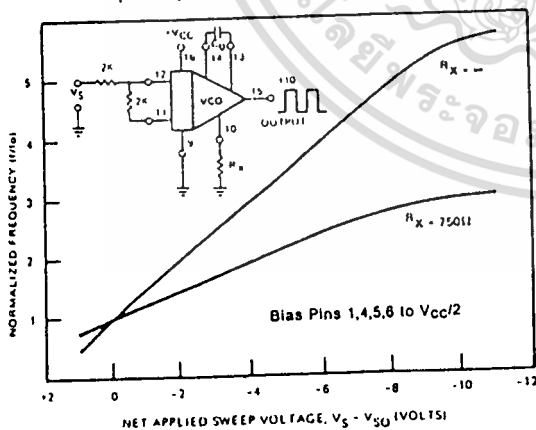 +VCC
C0
16
14
13
2K
12
VCO
15
+10
VS
2K
11
OUTPUT
10
9
RX
RX = ∞
RX = 750Ω
Bias Pins 1,4,5,6 to Vcc/2
NORMALIZED FREQUENCY (f/fo)
5
4
3
2
1
+2
0
-2
-4
-6
-8
-10
-12
NET APPLIED SWEEP VOLTAGE, VS - VSO (VOLTS)